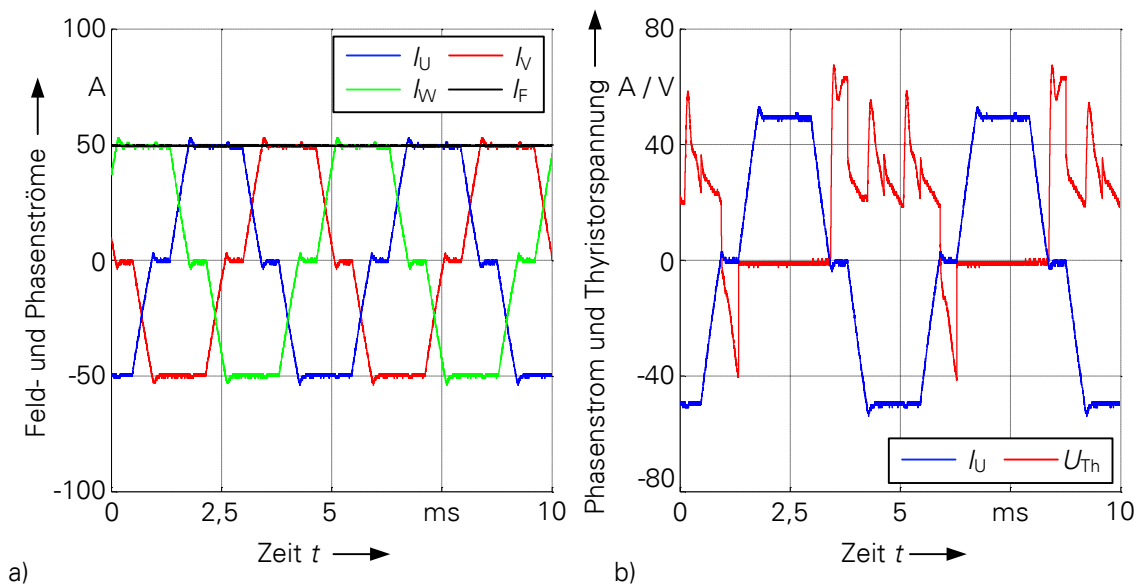 Feld- und Phasenströme
100
A
50
0
-50
-100
I_U I_V
I_W I_F
0 2,5 5 ms 10
Zeit t
a)
Phasenstrom und Thyristorspannung
80
A / V
40
0
-40
-80
I_U U_Th
0 2,5 5 ms 10
Zeit t
b)